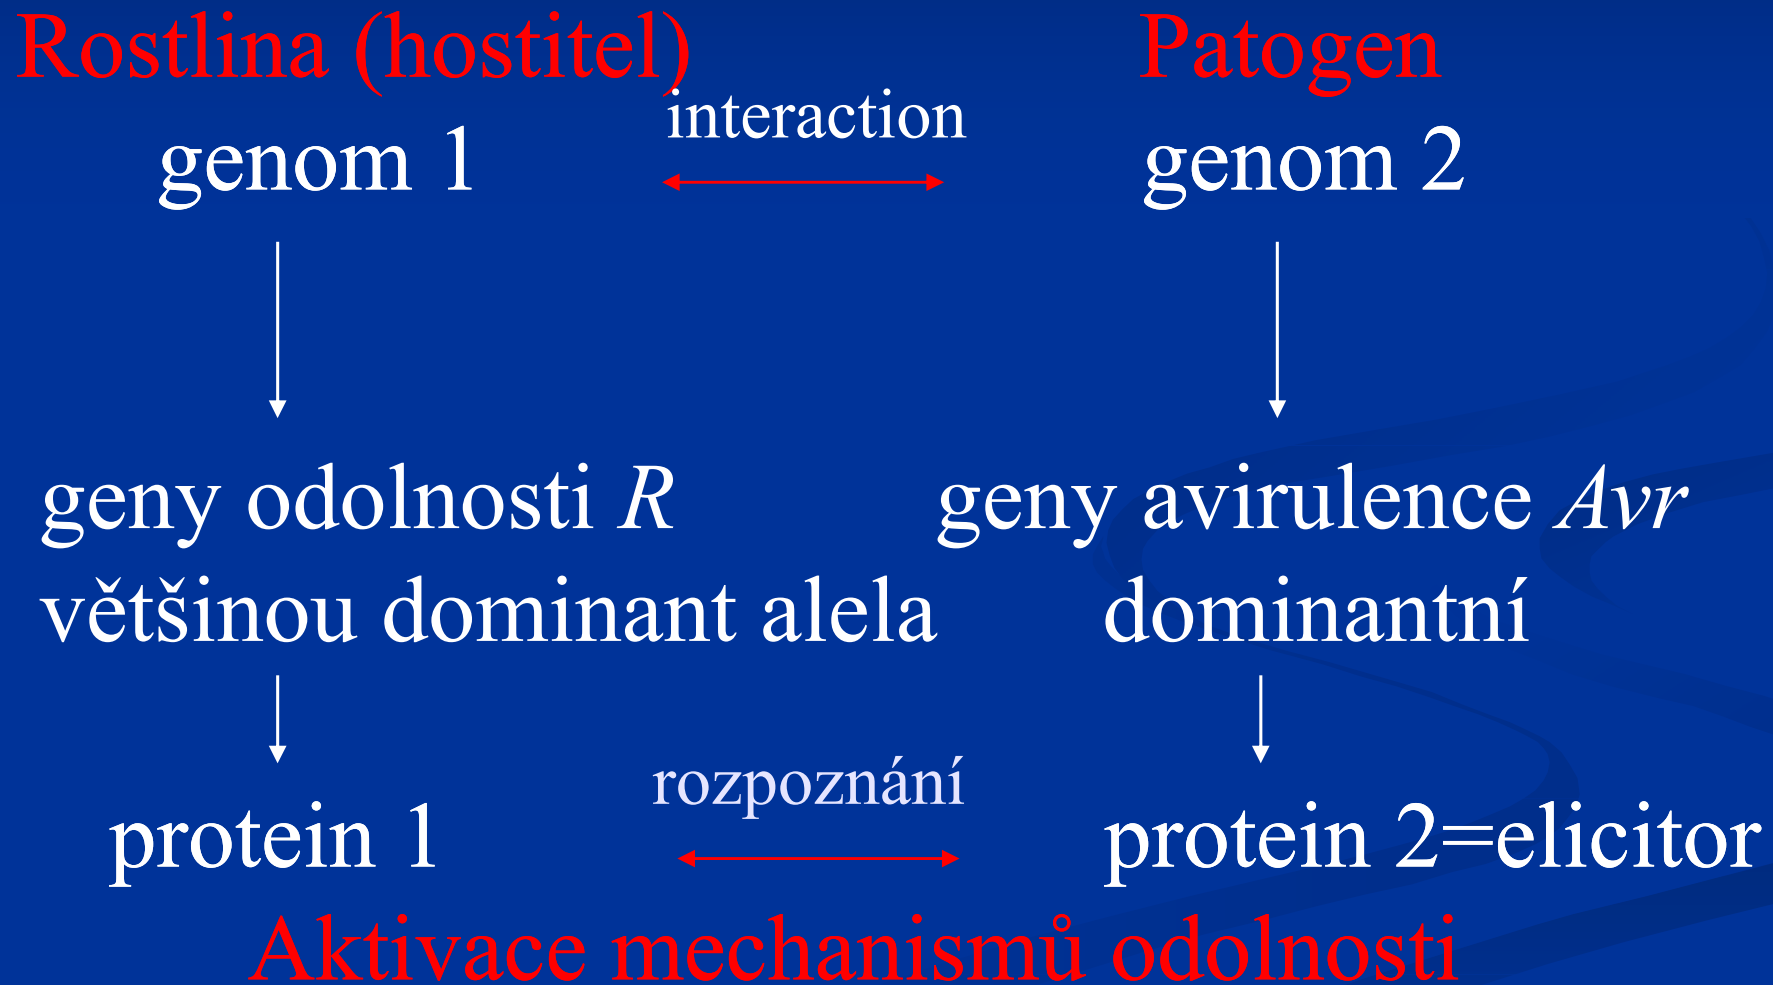 Rostlina (hostitel)
Patogen
interaction
genom 1
genom 2
geny odolnosti R
geny avirulence Avr
většinou dominant alela
dominantní
rozpoznání
protein 1
protein 2=elicitor
Aktivace mechanismů odolnosti